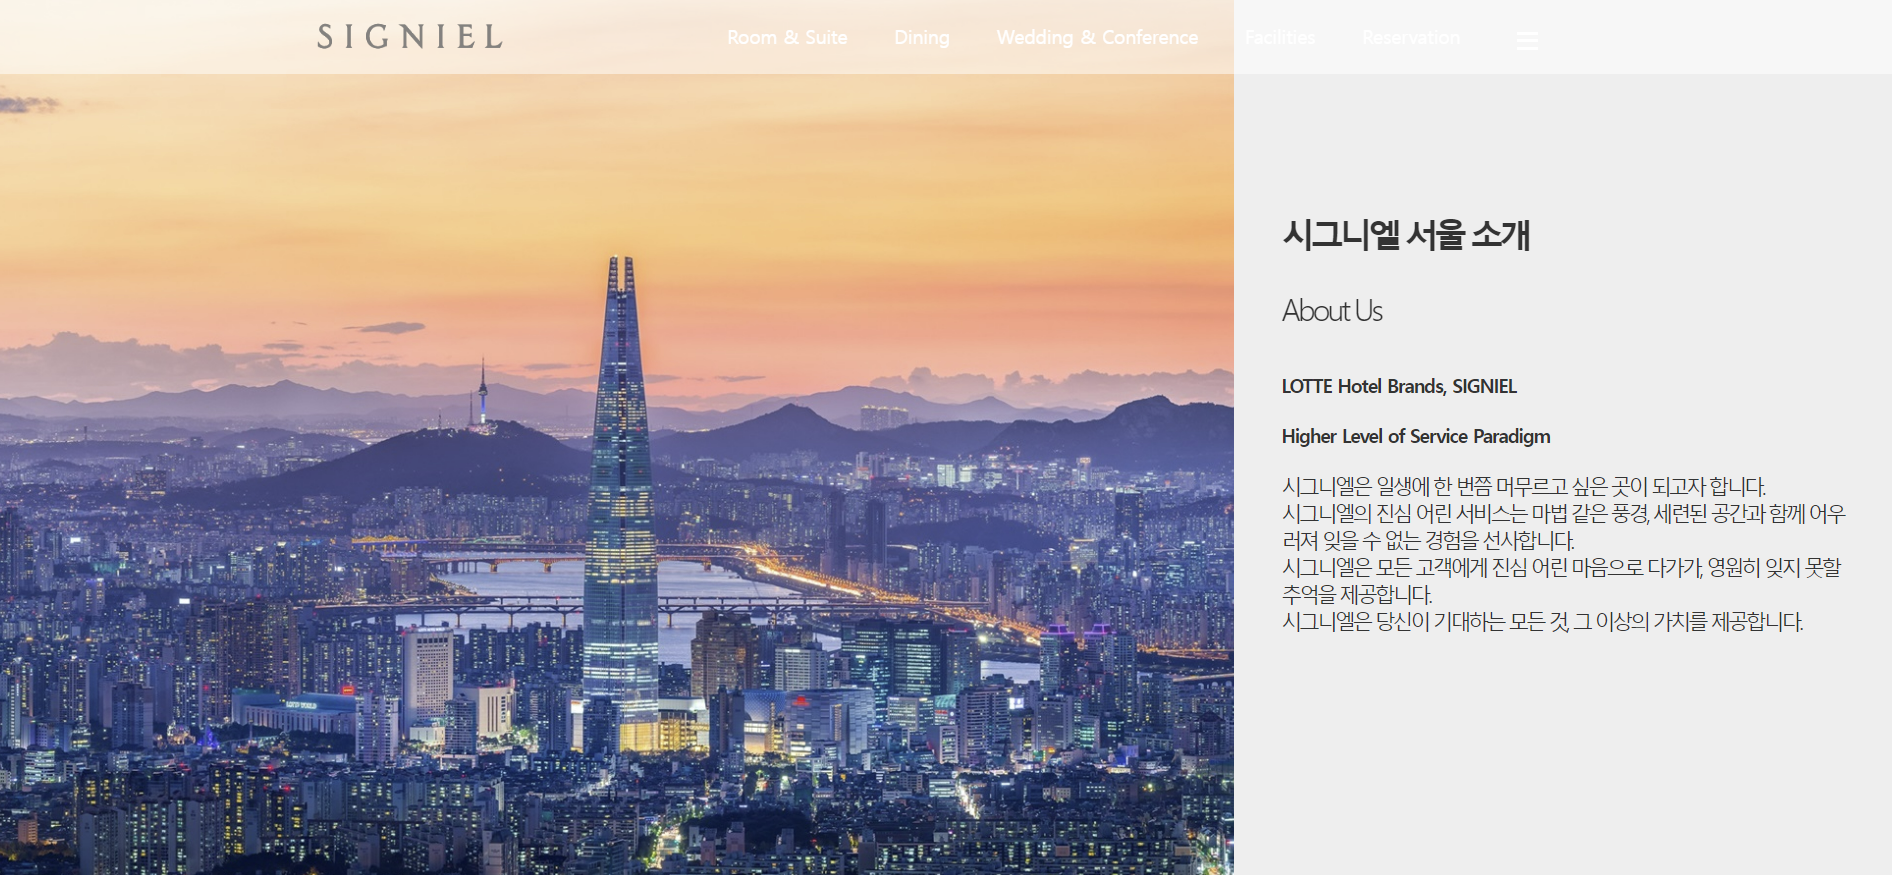 SIGNIEL
Room & Suite Dining Wedding & Conference Facilities Reservation
시그니엘 서울 소개
About Us
LOTTE Hotel Brands, SIGNIEL
Higher Level of Service Paradigm
시그니엘은 일생에 한 번쯤 머무르고 싶은 곳이 되고자 합니다.
시그니엘의 진심 어린 서비스는 마법 같은 풍경, 세련된 공간과 함께 어우
러져 잊을 수 없는 경험을 선사합니다.
시그니엘은 모든 고객에게 진심 어린 마음으로 다가가, 영원히 잊지 못할
추억을 제공합니다.
시그니엘은 당신이 기대하는 모든 것, 그 이상의 가치를 제공합니다.
LOTTE WORLD